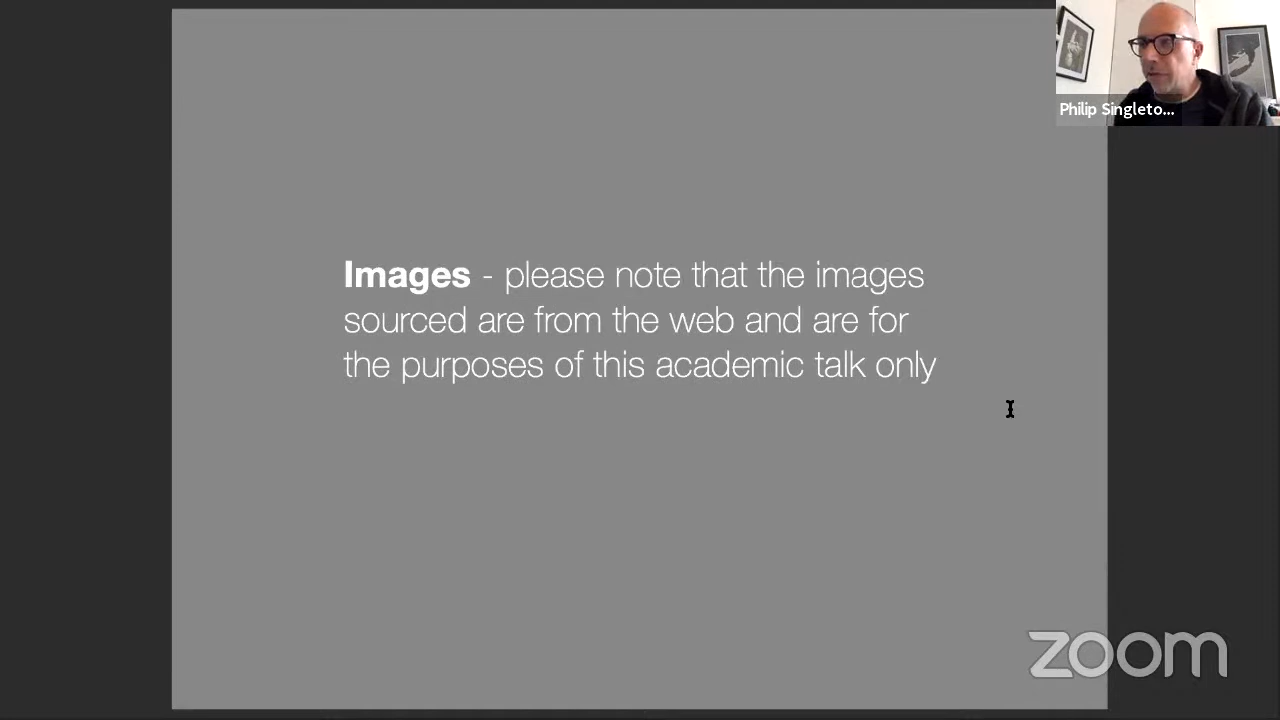 Philip Singleto...
Images - please note that the images
sourced are from the web and are for
the purposes of this academic talk only
zoom